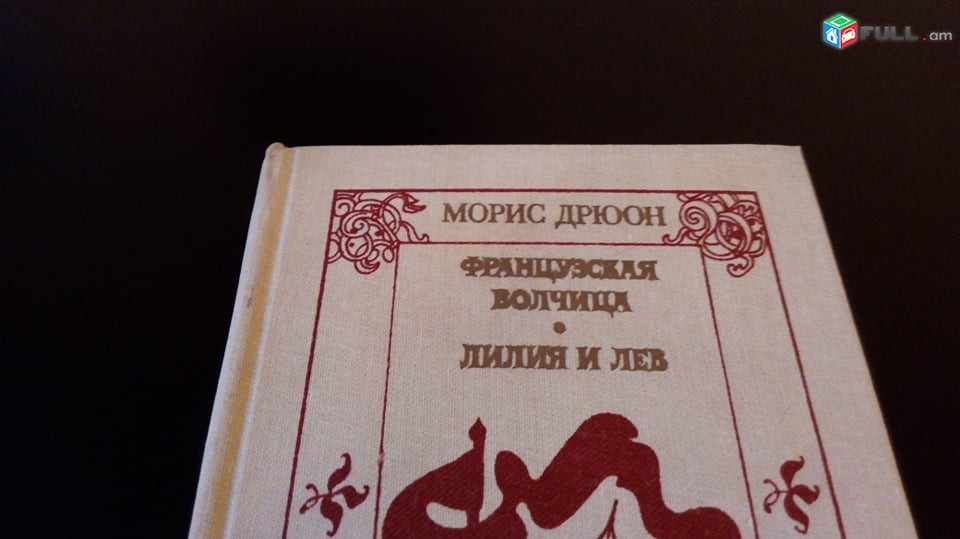 FULL.am
МОРИС ДРЮОН
ФРАНЦУЗСКАЯ
ВОЛЧИЦА
•
ЛИЛИЯ И ЛЕВ